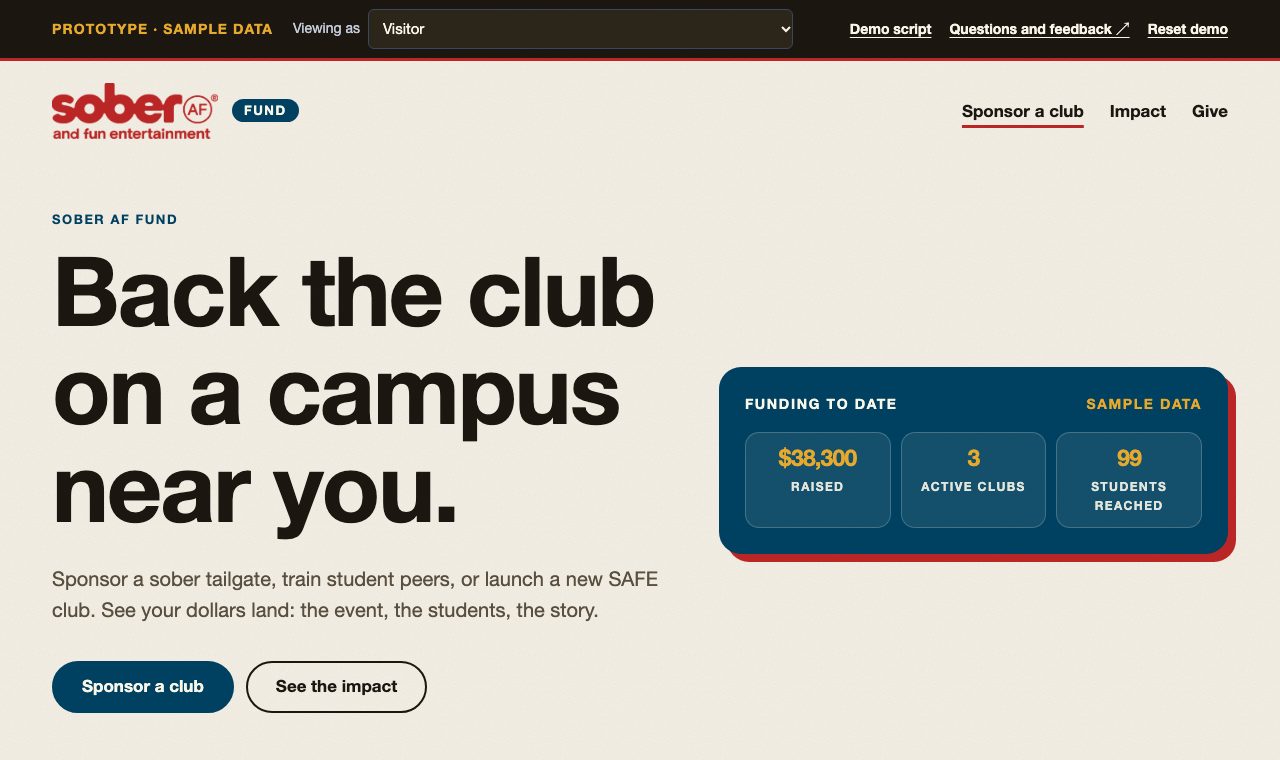 PROTOTYPE · SAMPLE DATA
Viewing as
Visitor
Demo script
Questions and feedback ↗
Reset demo
sober AF ®
and fun entertainment
FUND
Sponsor a club
Impact
Give
SOBER AF FUND
Back the club
on a campus
near you.
Sponsor a sober tailgate, train student peers, or launch a new SAFE
club. See your dollars land: the event, the students, the story.
Sponsor a club
See the impact
FUNDING TO DATE
SAMPLE DATA
$38,300
RAISED
3
ACTIVE CLUBS
99
STUDENTS
REACHED